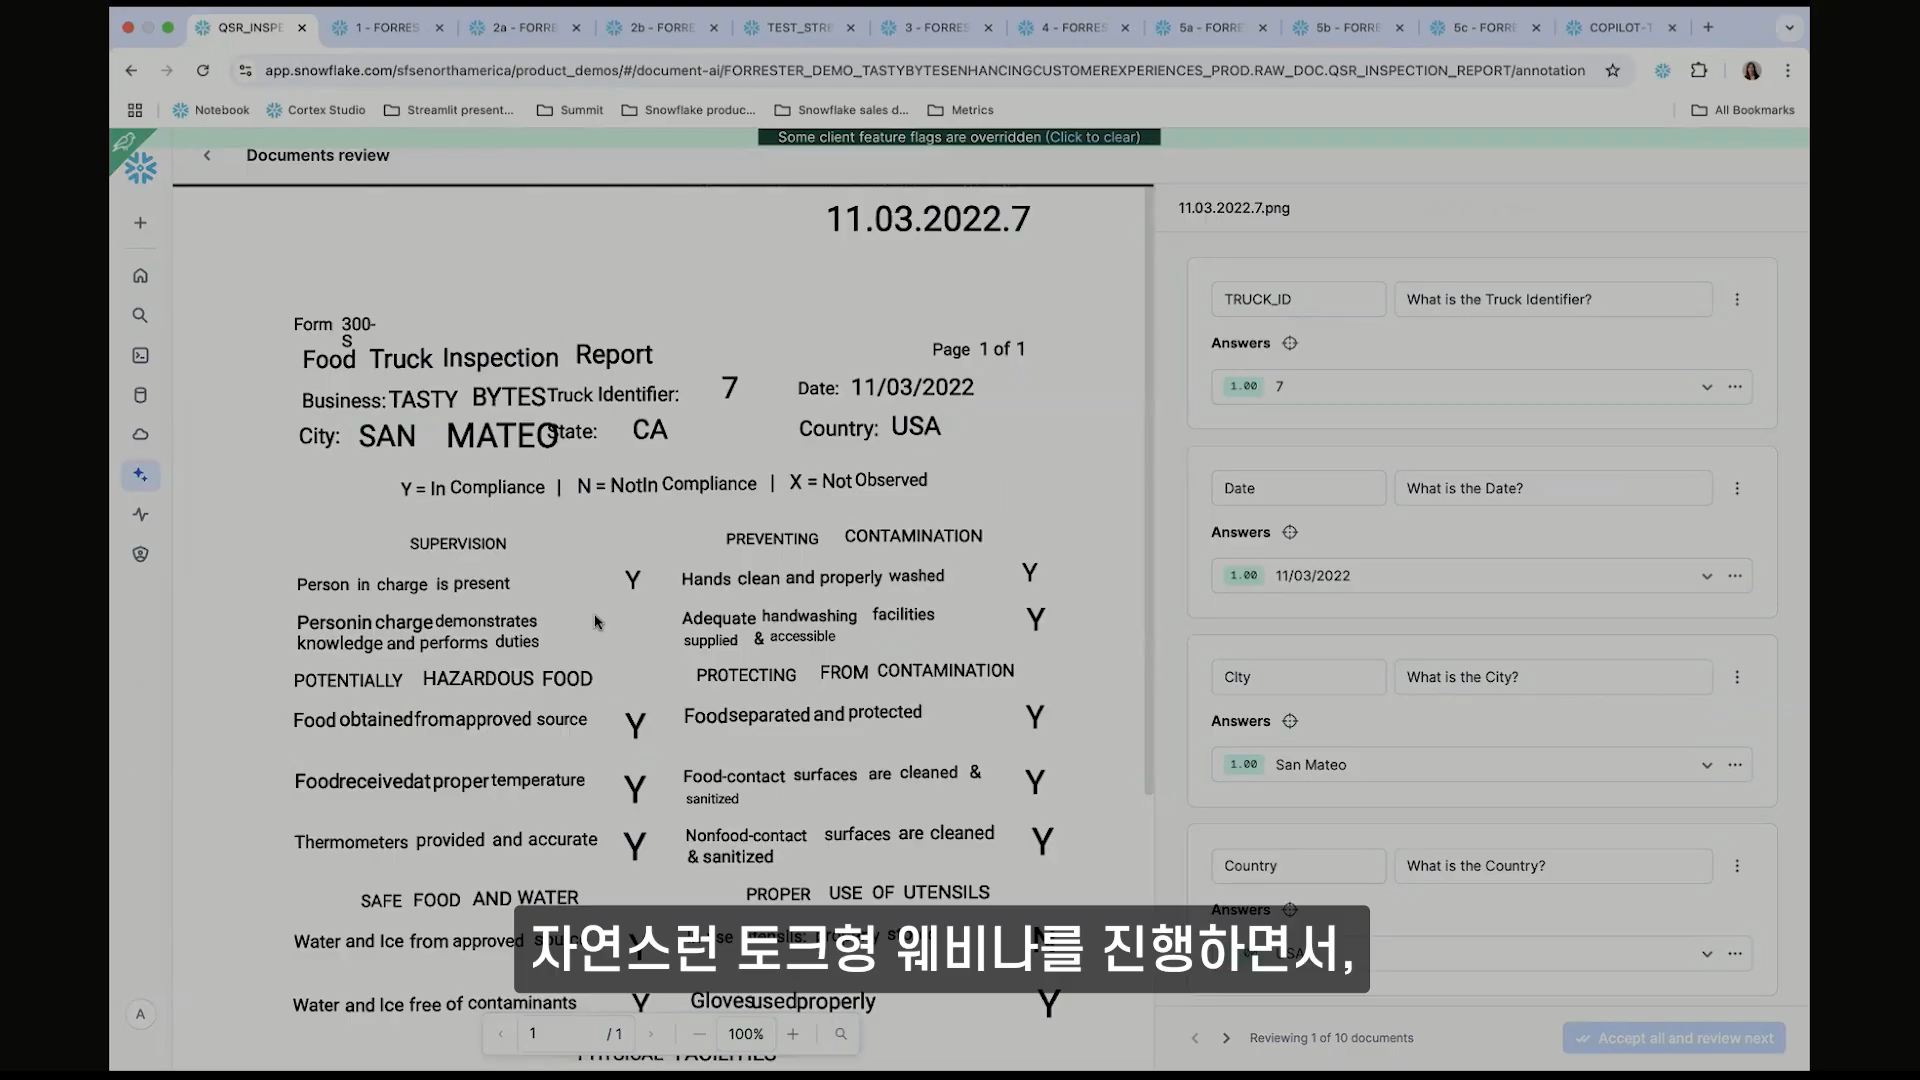 QSR_INSPE
1 - FORRES
2a - FORRE
2b - FORRE
TEST_STRE
3 - FORRES
4 - FORRES
5a - FORRE
5b - FORRE
5c - FORRE
COPILOT-T
app.snowflake.com/sfsenorthamerica/product_demos/#/document-ai/FORRESTER_DEMO_TASTYBYTESENHANCINGCUSTOMEREXPERIENCES_PROD.RAW_DOC.QSR_INSPECTION_REPORT/annotation
Notebook
Cortex Studio
Streamlit present...
Summit
Snowflake produc...
Snowflake sales d...
Metrics
All Bookmarks
Some client feature flags are overridden (Click to clear)
Documents review
11.03.2022.7
Form 300-
S
Food Truck Inspection Report
Page 1 of 1
Business: TASTY BYTES Truck Identifier: 7 Date: 11/03/2022
City: SAN MATEO State: CA Country: USA
Y = In Compliance | N = NotIn Compliance | X = Not Observed
SUPERVISION
PREVENTING CONTAMINATION
Person in charge is present Y
Hands clean and properly washed Y
Personin charge demonstrates
knowledge and performs duties
Adequate handwashing facilities Y
supplied & accessible
POTENTIALLY HAZARDOUS FOOD
PROTECTING FROM CONTAMINATION
Food obtainedfromapproved source Y
Foodseparated and protected Y
Foodreceivedatpropertemperature Y
Food-contact surfaces are cleaned & Y
sanitized
Thermometers provided and accurate Y
Nonfood-contact surfaces are cleaned Y
& sanitized
SAFE FOOD AND WATER
PROPER USE OF UTENSILS
Water and Ice from approved
Water and Ice free of contaminants Y
Glovesusedproperly Y
PHYSICAL FACILITIES
1 / 1
100%
11.03.2022.7.png
TRUCK_ID
What is the Truck Identifier?
Answers
1.00 7
Date
What is the Date?
Answers
1.00 11/03/2022
CIty
What is the City?
Answers
1.00 San Mateo
Country
What is the Country?
Answers
USA
Reviewing 1 of 10 documents
Accept all and review next
A
자연스런 토크형 웨비나를 진행하면서,